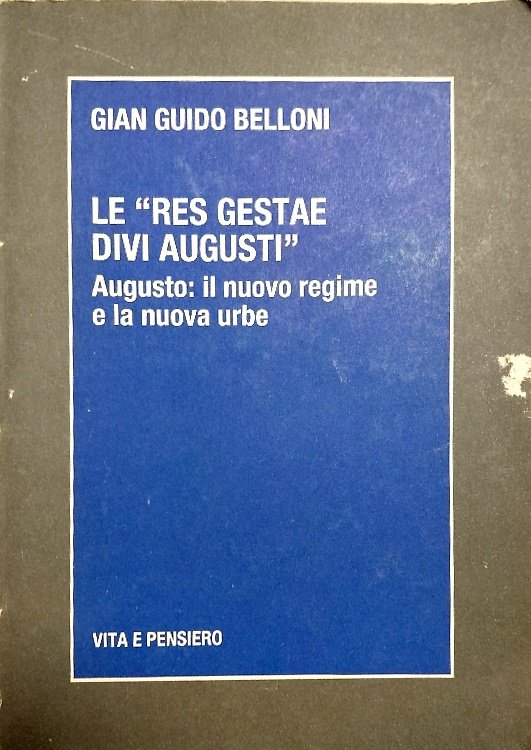 GIAN GUIDO BELLONI
LE “RES GESTAE
DIVI AUGUSTI”
Augusto: il nuovo regime
e la nuova urbe
VITA E PENSIERO